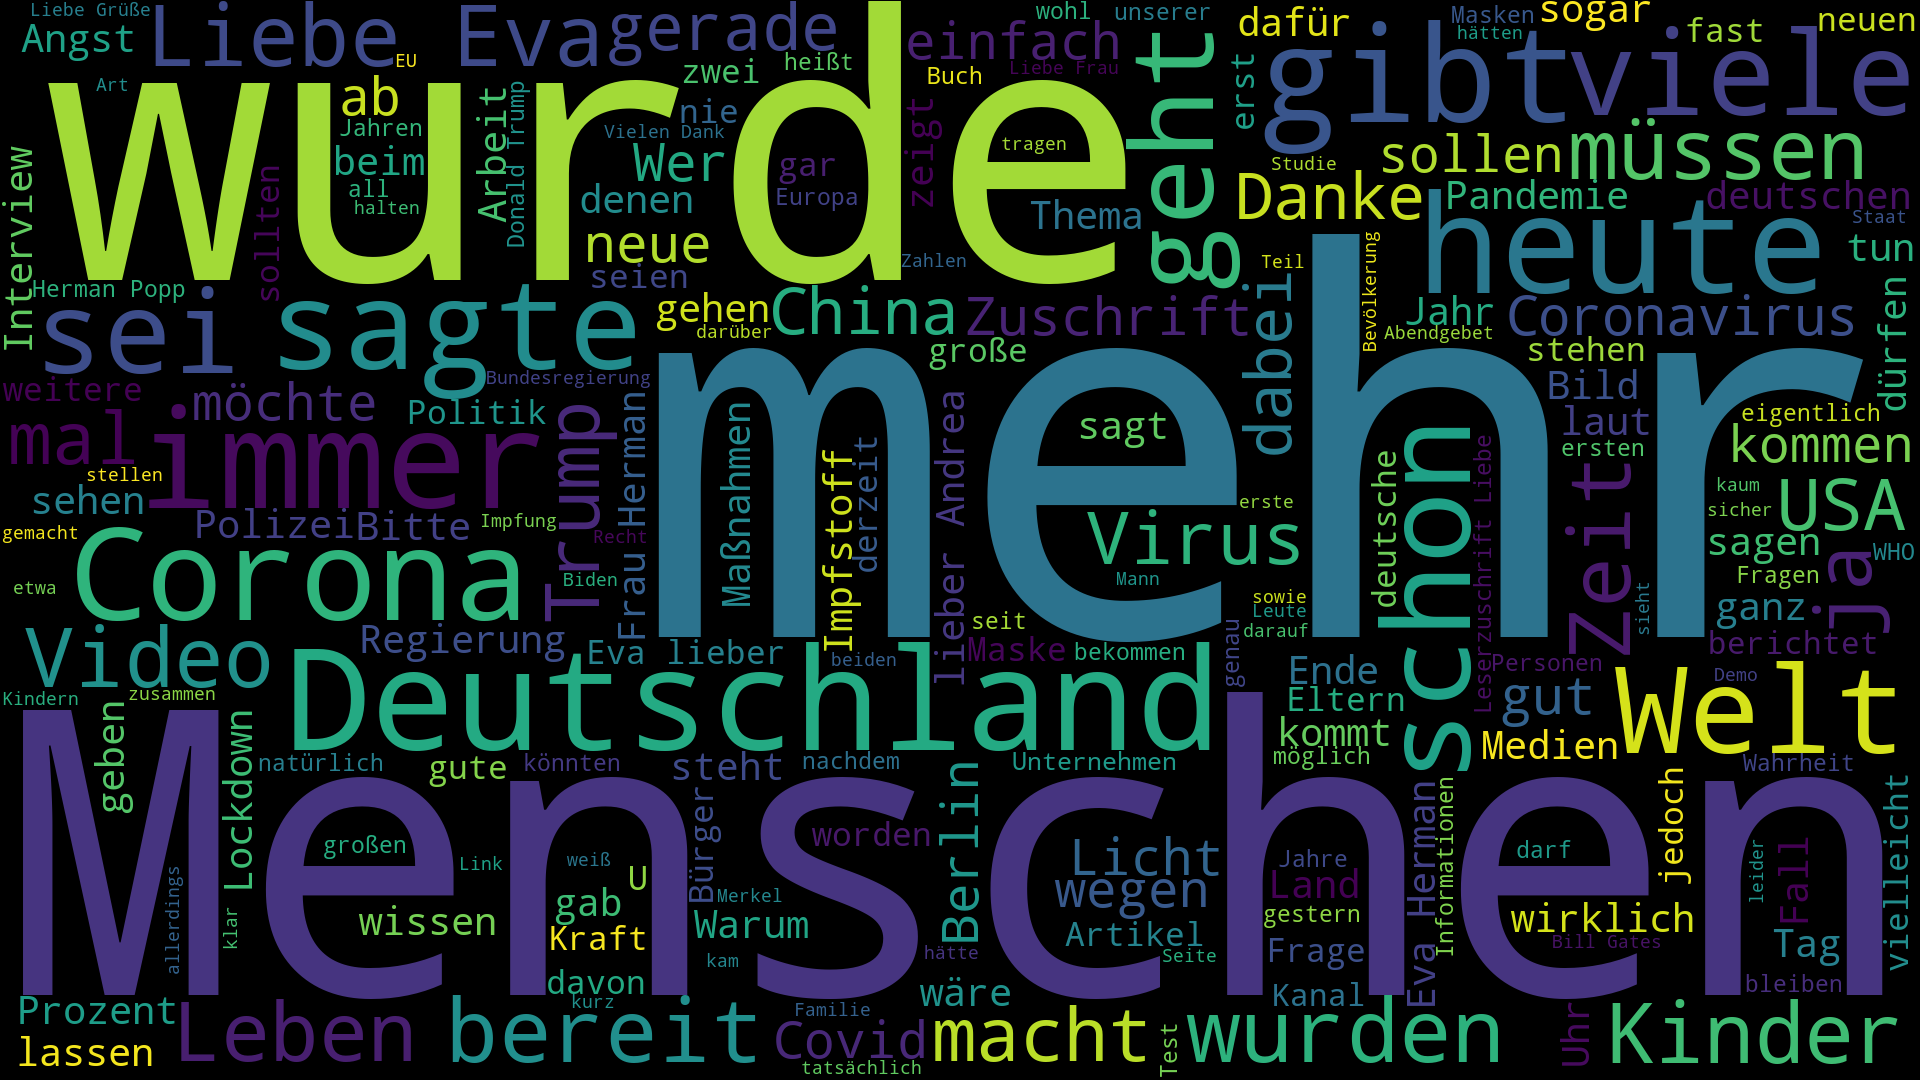 Liebe Grüße
Angst
Art
Liebe
EU
Eva
gerade
ab
Jahren
beim
all
halten
Arbeit
Donald Trump
zwei
heißt
nie
Vielen Dank
Wer
gar
denen
Europa
neue
seien
einfach
Buch
Liebe Frau
wohl
unserer
zeigt
tragen
Thema
Zahlen
geht
erst
dafür
Masken
hätten
sogar
fast
neuen
gibt
viele
sollen
müssen
Studie
Danke
Pandemie
deutschen
Staat
heute
tun
Teil
Interview
sollten
wurde
Herman Popp
sei
sagte
gehen
darüber
China
Zuschrift
große
dabei
Bevölkerung
Jahr
Abendgebet
Coronavirus
stehen
dürfen
weitere
möchte
Bundesregierung
Politik
mal
immer
Trump
Herman
Frau
Maßnahmen
Impfstoff
derzeit
lieber Andrea
mehr
sagt
Bild
laut
ersten
eigentlich
kommen
stellen
sehen
gemacht
Polizei
Bitte
Impfung
Recht
Corona
etwa
Biden
Virus
erste
deutsche
schon
Leserzuschrift Liebe
Zeit
kaum
sicher
USA
sagen
WHO
Fragen
ja
Mann
sowie
Leute
darauf
ganz
sieht
berichtet
Video
Regierung
Eva lieber
beiden
seit
Maske
bekommen
genau
Ende
Eltern
Personen
Demo
Kindern
zusammen
Deutschland
gut
Welt
kommt
möglich
Medien
Wahrheit
geben
Lockdown
natürlich
gute
könnten
steht
nachdem
Unternehmen
Menschen
Bürger
worden
Berlin
Licht
wegen
Jahre
Land
gestern
Eva Herman
Informationen
darf
jedoch
leider
Fall
vielleicht
großen
Link
weiß
U
allerdings
klar
wissen
gab
Kraft
Merkel
Warum
kam
hätte
Artikel
Seite
Frage
wirklich
Bill Gates
Tag
davon
kurz
wäre
Kanal
bleiben
Prozent
lassen
Leben
bereit
Familie
Covid
tatsächlich
macht
Test
wurden
Uhr
Kinder